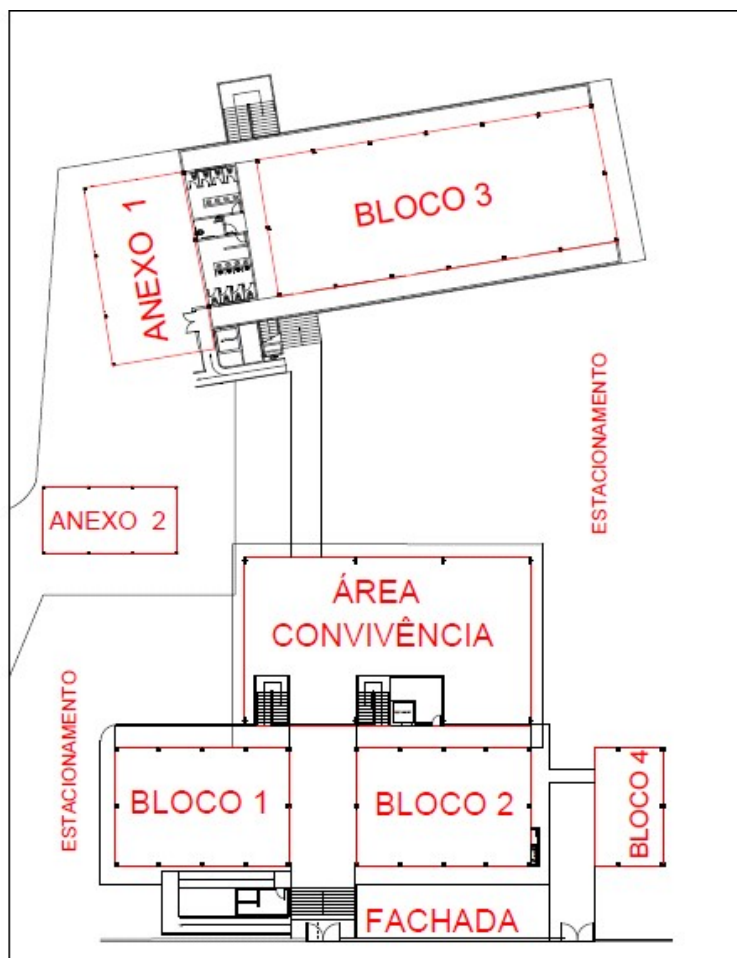 BLOCO 3
ANEXO 1
ESTACIONAMENTO
ANEXO 2
ÁREA
CONVIVÊNCIA
ESTACIONAMENTO
BLOCO 1
BLOCO 2
BLOCO 4
FACHADA